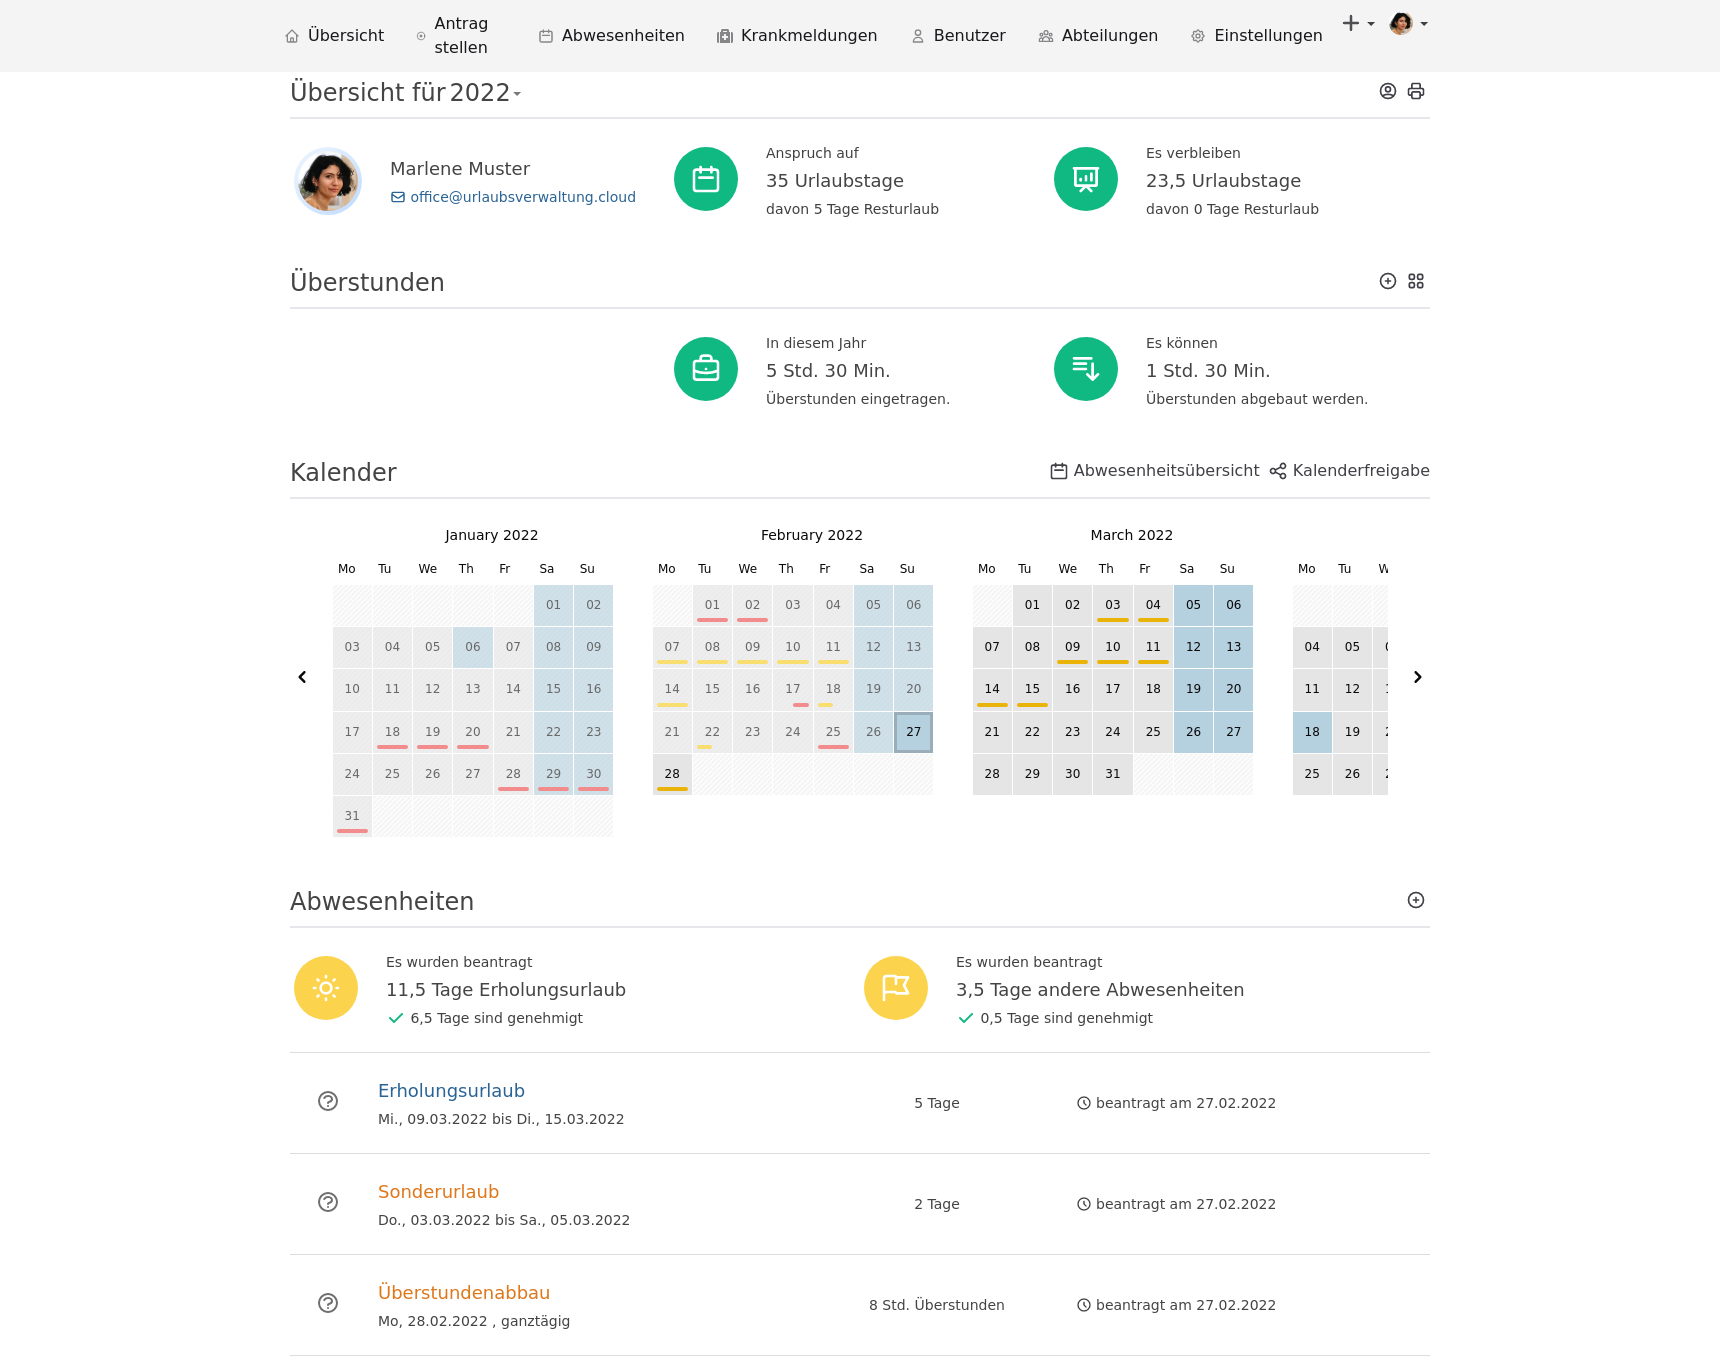 Übersicht
Antrag stellen
Abwesenheiten
Krankmeldungen
Benutzer
Abteilungen
Einstellungen
Übersicht für 2022
Marlene Muster
office@urlaubsverwaltung.cloud
Anspruch auf
35 Urlaubstage
davon 5 Tage Resturlaub
Es verbleiben
23,5 Urlaubstage
davon 0 Tage Resturlaub
Überstunden
In diesem Jahr
5 Std. 30 Min.
Überstunden eingetragen.
Es können
1 Std. 30 Min.
Überstunden abgebaut werden.
Kalender
Abwesenheitsübersicht
Kalenderfreigabe
January 2022
Mo Tu We Th Fr Sa Su
01 02
03 04 05 06 07 08 09
10 11 12 13 14 15 16
17 18 19 20 21 22 23
24 25 26 27 28 29 30
31
February 2022
Mo Tu We Th Fr Sa Su
01 02 03 04 05 06
07 08 09 10 11 12 13
14 15 16 17 18 19 20
21 22 23 24 25 26 27
28
March 2022
Mo Tu We Th Fr Sa Su
01 02 03 04 05 06
07 08 09 10 11 12 13
14 15 16 17 18 19 20
21 22 23 24 25 26 27
28 29 30 31
Mo Tu
04 05
11 12
18 19
25 26
Abwesenheiten
Es wurden beantragt
11,5 Tage Erholungsurlaub
6,5 Tage sind genehmigt
Es wurden beantragt
3,5 Tage andere Abwesenheiten
0,5 Tage sind genehmigt
Erholungsurlaub
Mi., 09.03.2022 bis Di., 15.03.2022
5 Tage
beantragt am 27.02.2022
Sonderurlaub
Do., 03.03.2022 bis Sa., 05.03.2022
2 Tage
beantragt am 27.02.2022
Überstundenabbau
Mo, 28.02.2022 , ganztägig
8 Std. Überstunden
beantragt am 27.02.2022